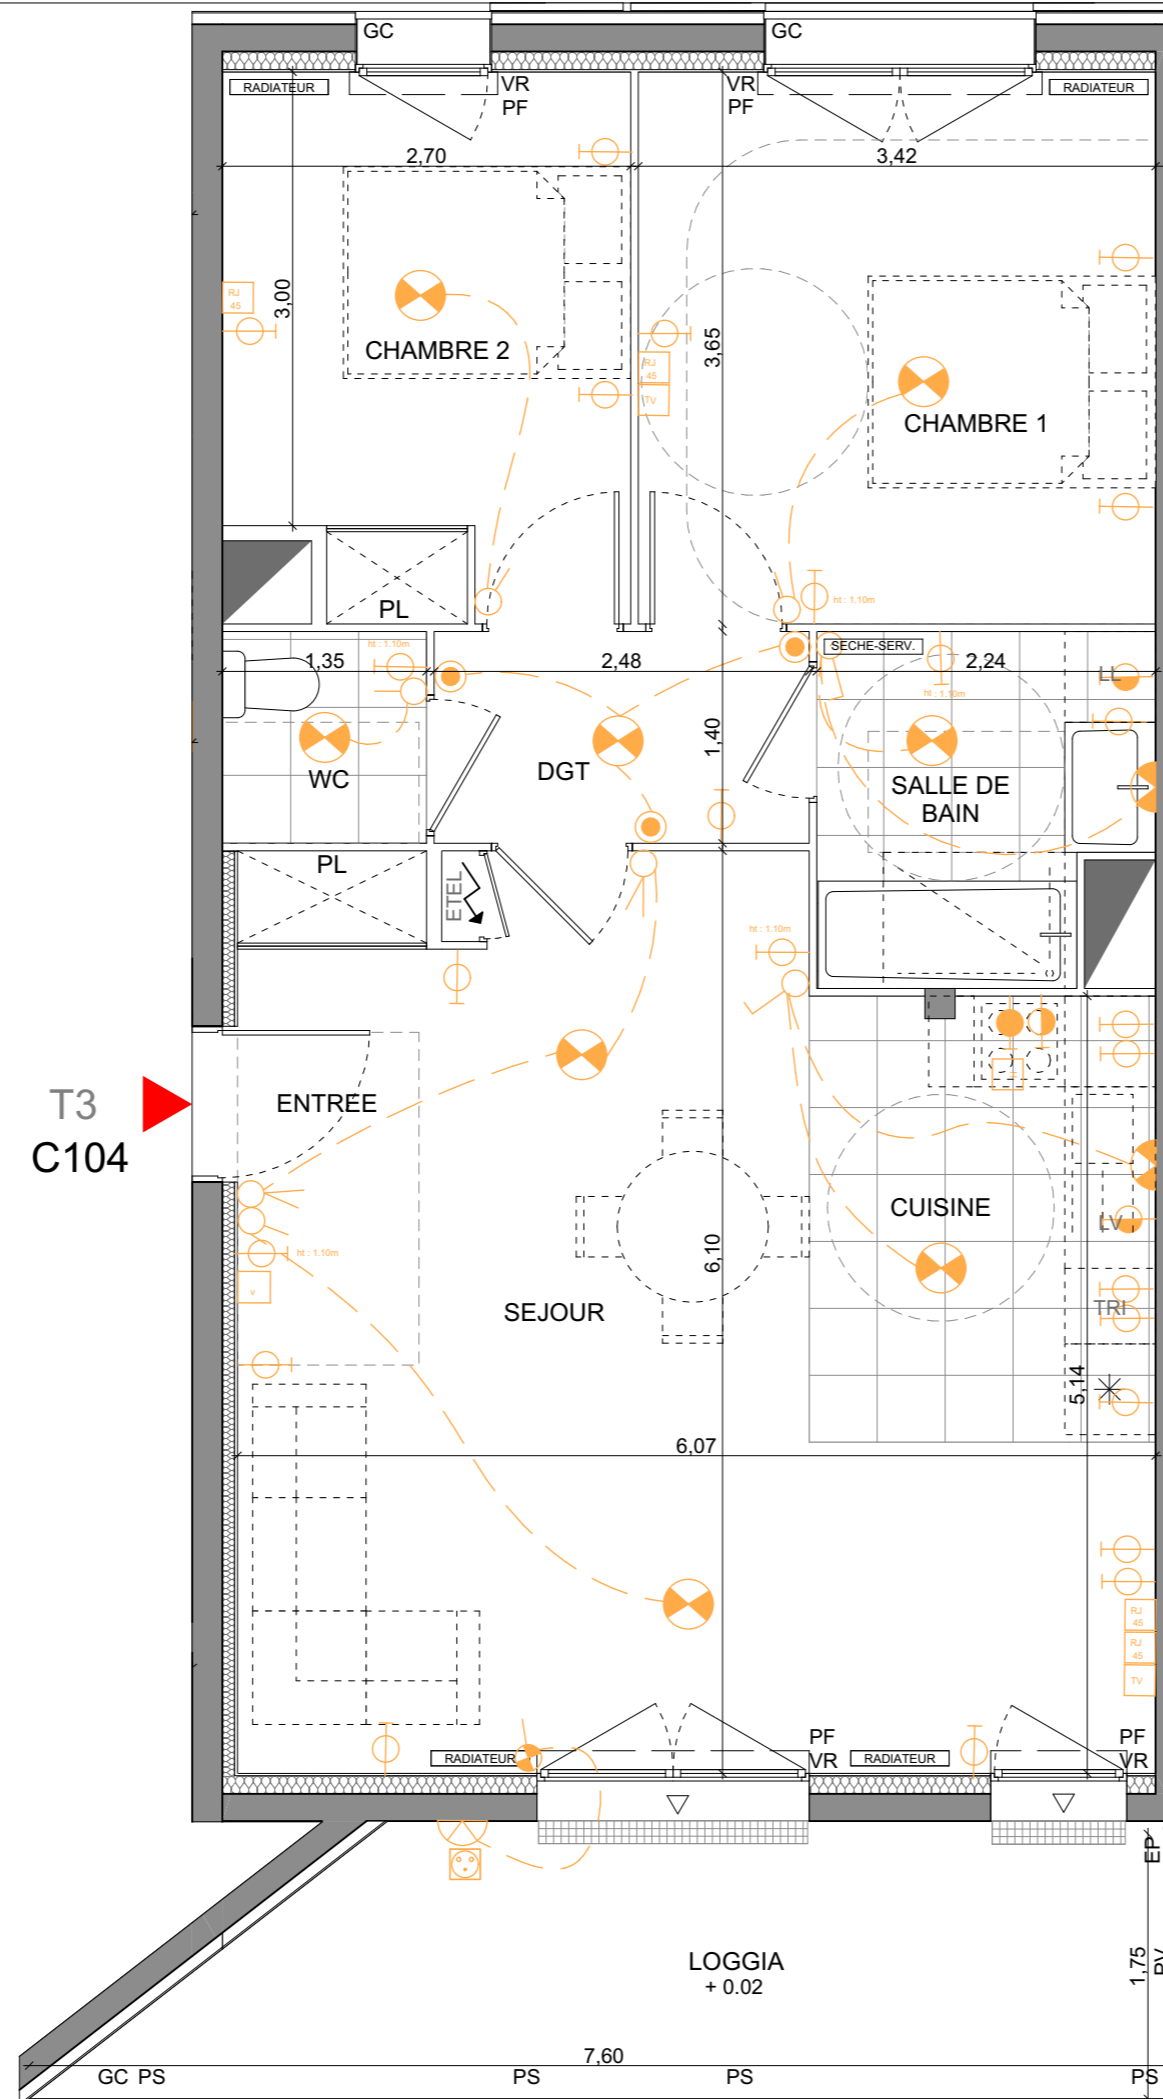 GC
GC
RADIATEUR
VR
PF
VR
PF
RADIATEUR
2,70
3,42
RJ
45
3,00
CHAMBRE 2
3,65
RJ
45
TV
CHAMBRE 1
PL
ht : 1.10m
ht : 1.10m
SECHE-SERV.
1,35
2,48
2,24
LL
ht : 1.10m
1,40
WC
DGT
SALLE DE
BAIN
PL
ETEL
ht : 1.10m
T3
C104
ENTREE
CUISINE
LV
ht : 1.10m
6,10
V
SEJOUR
TRI
5,14
6,07
RJ
45
RJ
45
TV
PF
VR
PF
VR
RADIATEUR
RADIATEUR
EP
LOGGIA
+ 0.02
1,75
7,60
GC PS
PS
PS
PS